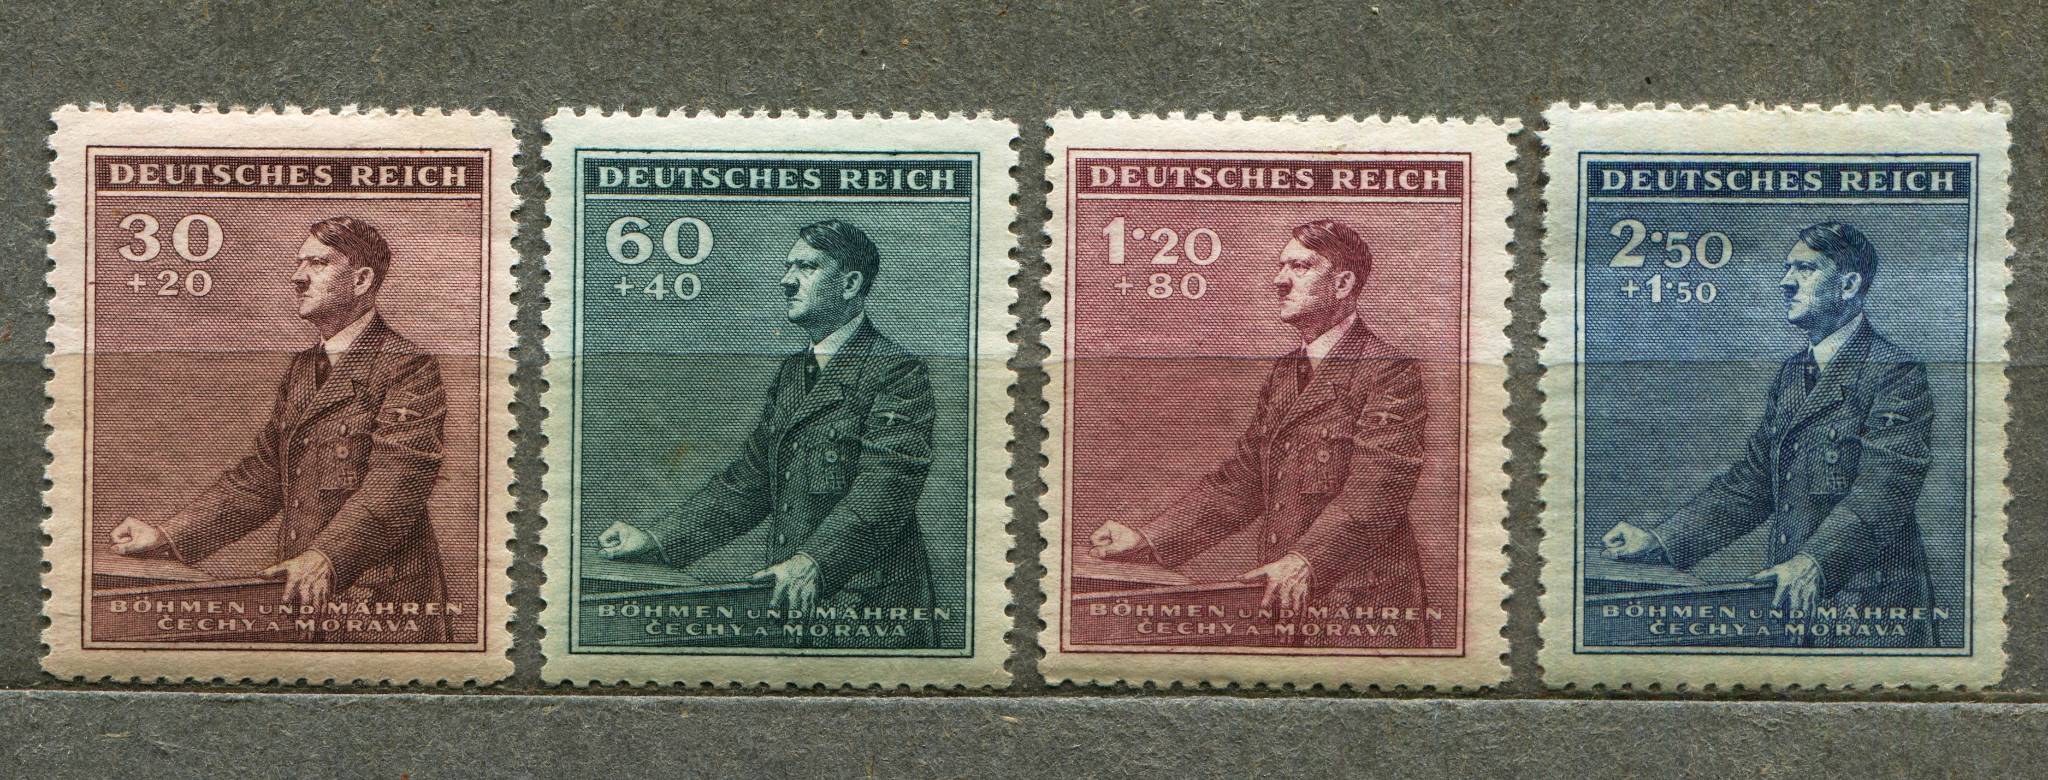 DEUTSCHES REICH
30
+20
BÖHMEN UND MÄHREN
ČECHY A MORAVA
DEUTSCHES REICH
60
+40
BÖHMEN UND MÄHREN
ČECHY A MORAVA
DEUTSCHES REICH
1·20
+80
BÖHMEN UND MÄHREN
ČECHY A MORAVA
DEUTSCHES REICH
2·50
+1·50
BÖHMEN UND MÄHREN
ČECHY A MORAVA